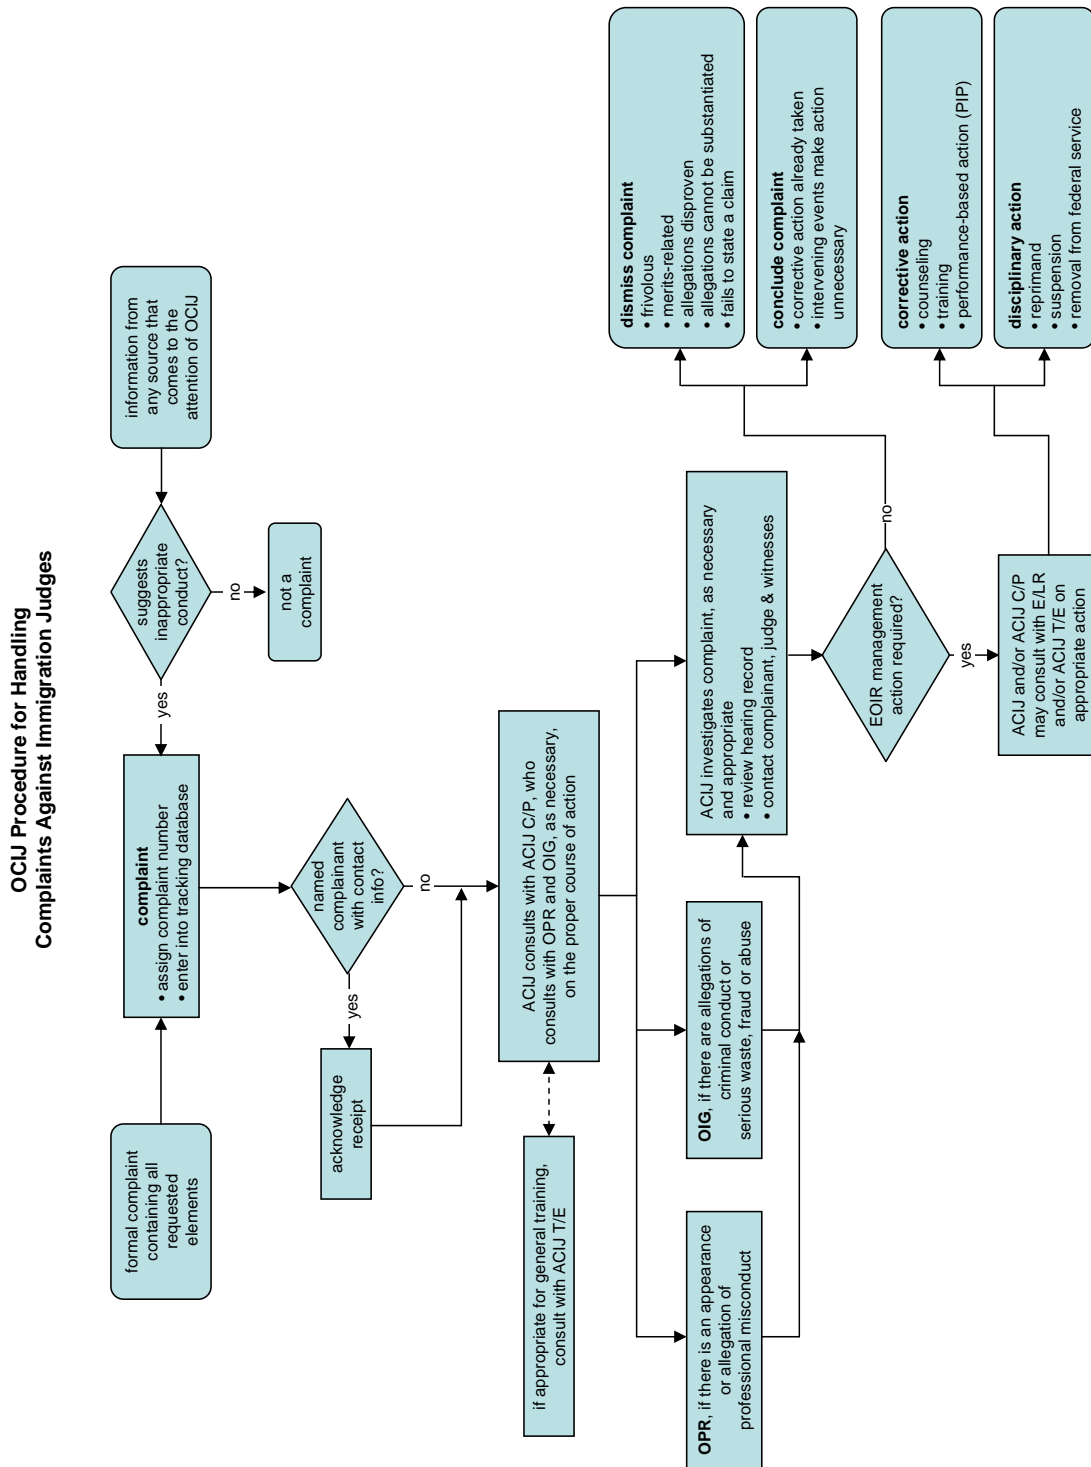 OCIJ Procedure for Handling
Complaints Against Immigration Judges
formal complaint
containing all
requested
elements
complaint
• assign complaint number
• enter into tracking database
yes
suggests
inappropriate
conduct?
no
not a
complaint
information from
any source that
comes to the
attention of OCIJ
named
complainant
with contact
info?
yes
no
acknowledge
receipt
if appropriate for general training,
consult with ACIJ T/E
ACIJ consults with ACIJ C/P, who
consults with OPR and OIG, as necessary,
on the proper course of action
OPR, if there is an appearance
or allegation of
professional misconduct
OIG, if there are allegations of
criminal conduct or
serious waste, fraud or abuse
ACIJ investigates complaint, as necessary
and appropriate
• review hearing record
• contact complainant, judge & witnesses
EOIR management
action required?
no
yes
ACIJ and/or ACIJ C/P
may consult with E/LR
and/or ACIJ T/E on
appropriate action
dismiss complaint
• frivolous
• merits-related
• allegations disproven
• allegations cannot be substantiated
• fails to state a claim
conclude complaint
• corrective action already taken
• intervening events make action
unnecessary
corrective action
• counseling
• training
• performance-based action (PIP)
disciplinary action
• reprimand
• suspension
• removal from federal service